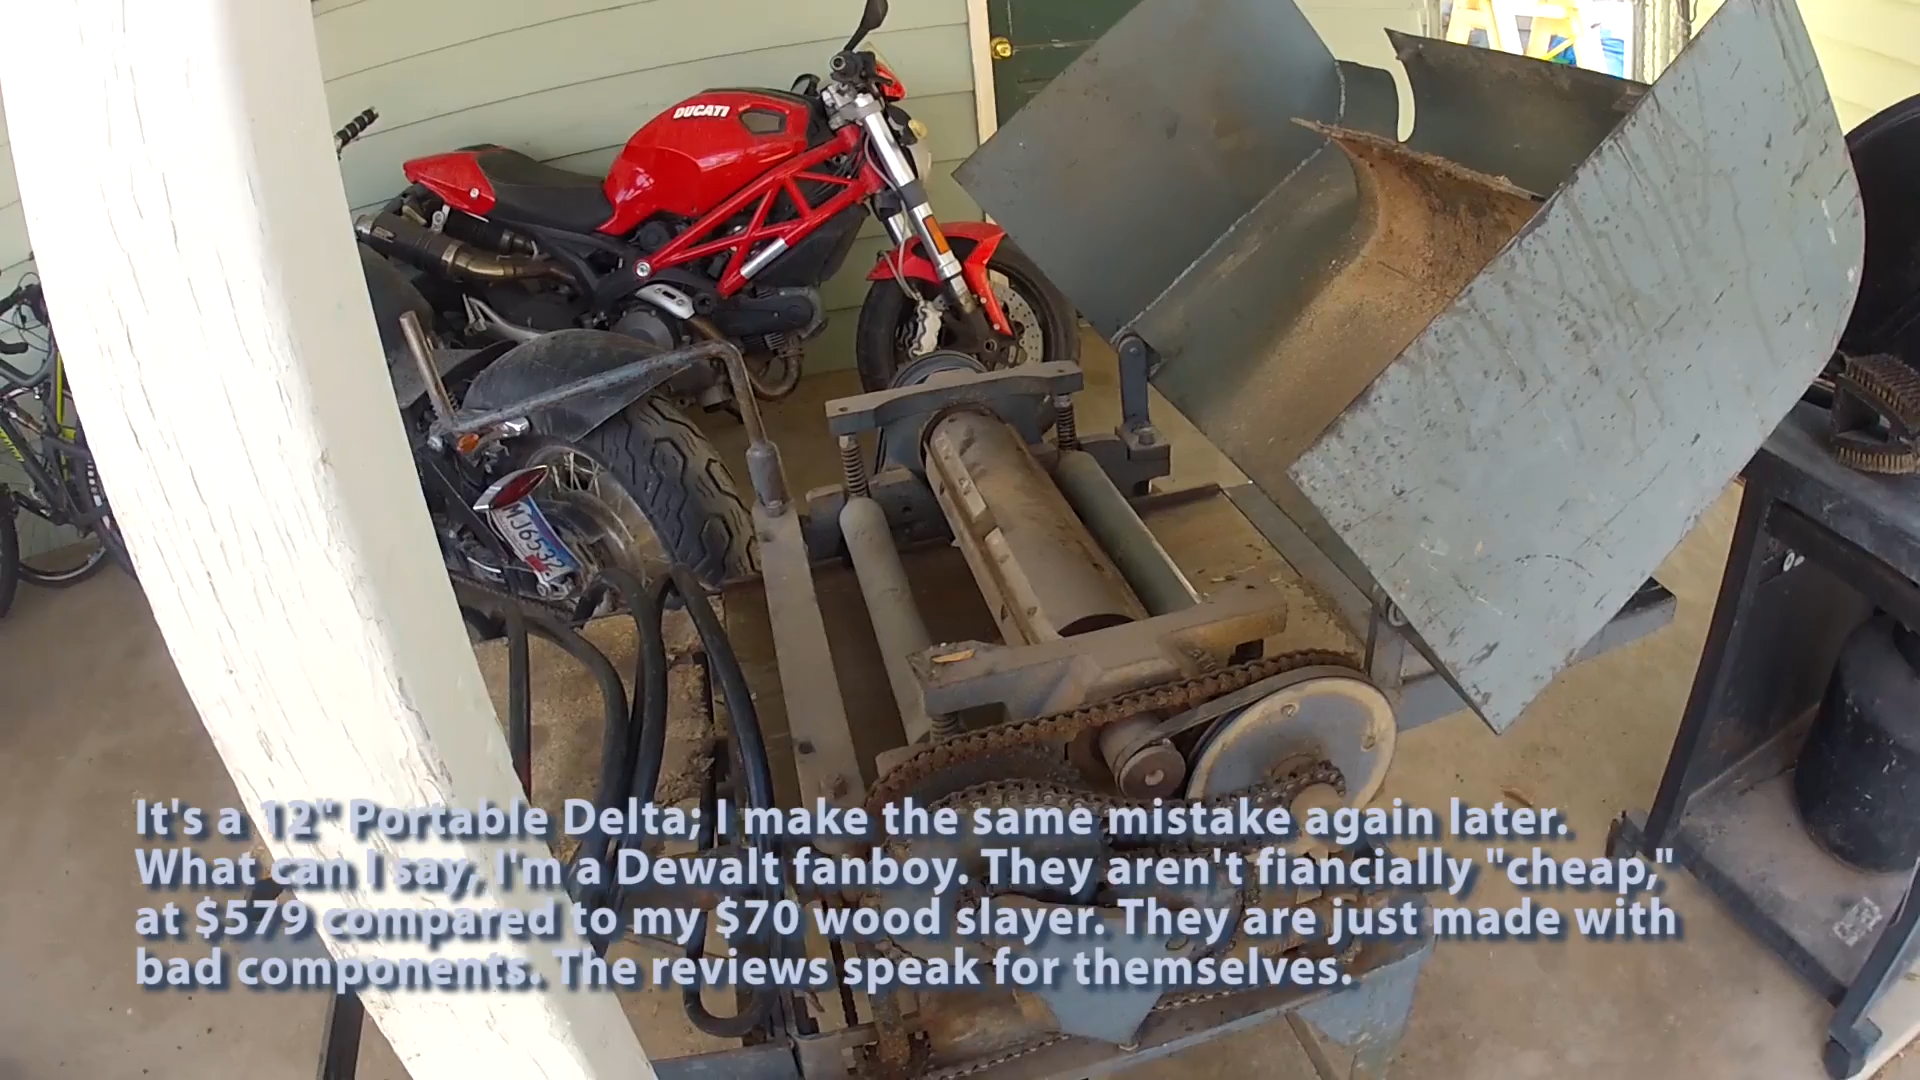 DUCATI
MJ6532
It's a 12" Portable Delta; I make the same mistake again later.
What can I say, I'm a Dewalt fanboy. They aren't fiancially "cheap,"
at $579 compared to my $70 wood slayer. They are just made with
bad components. The reviews speak for themselves.